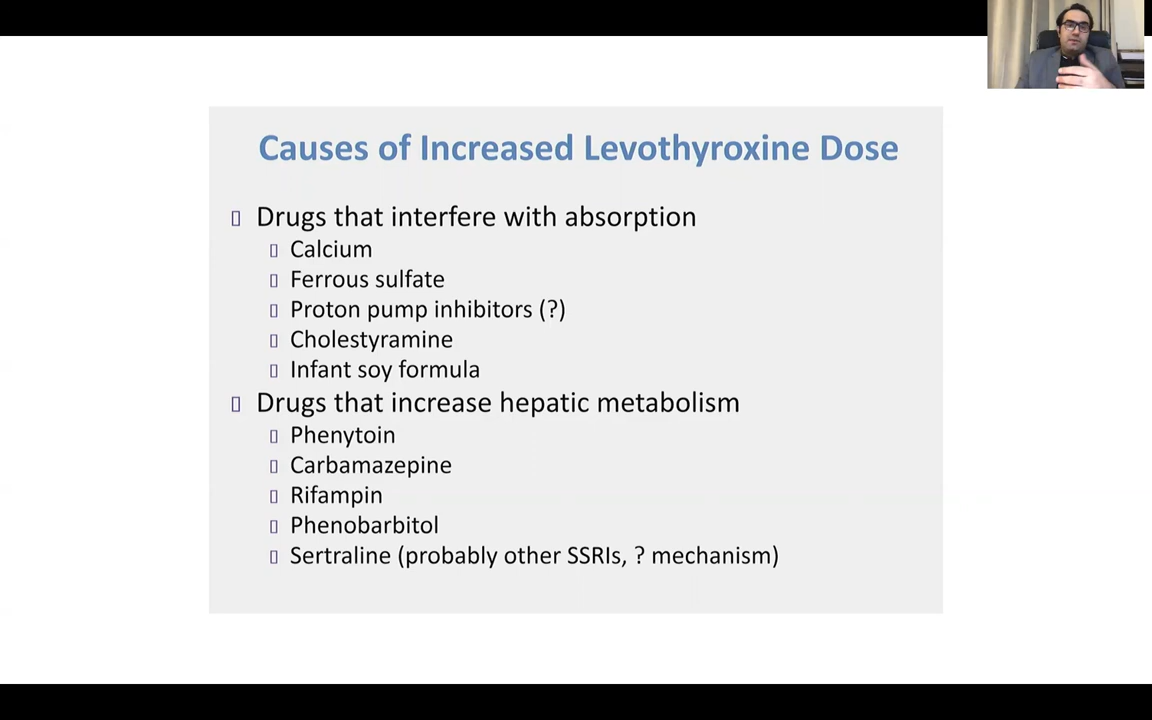 Causes of Increased Levothyroxine Dose
Drugs that interfere with absorption
Calcium
Ferrous sulfate
Proton pump inhibitors (?)
Cholestyramine
Infant soy formula
Drugs that increase hepatic metabolism
Phenytoin
Carbamazepine
Rifampin
Phenobarbitol
Sertraline (probably other SSRIs, ? mechanism)